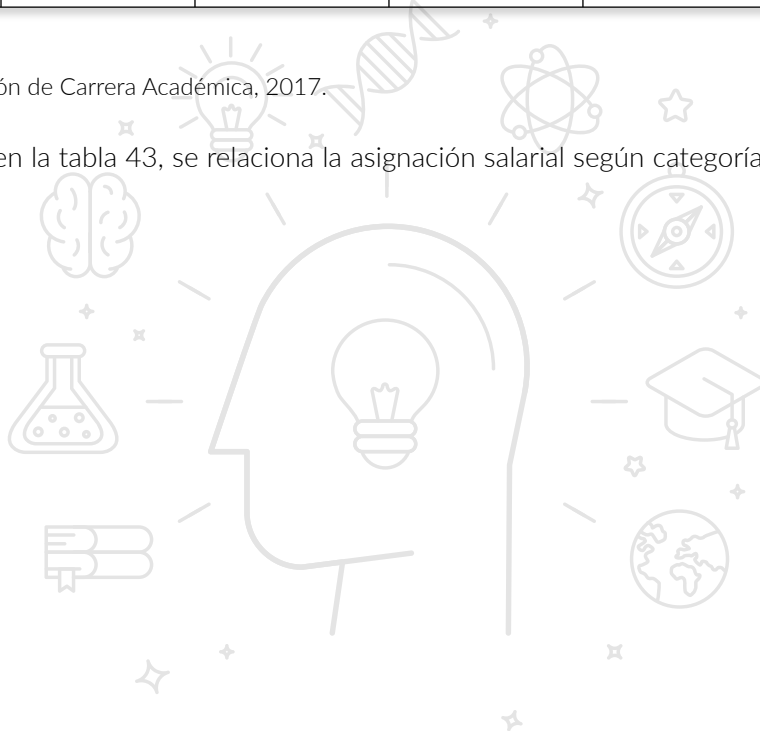 ón de Carrera Académica, 2017.
en la tabla 43, se relaciona la asignación salarial según categoría